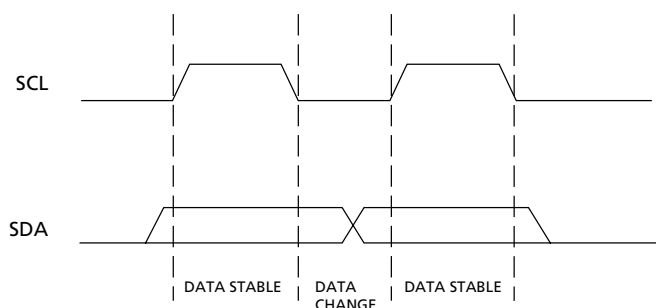 SCL
SDA
DATA STABLE
DATA
CHANGE
DATA STABLE